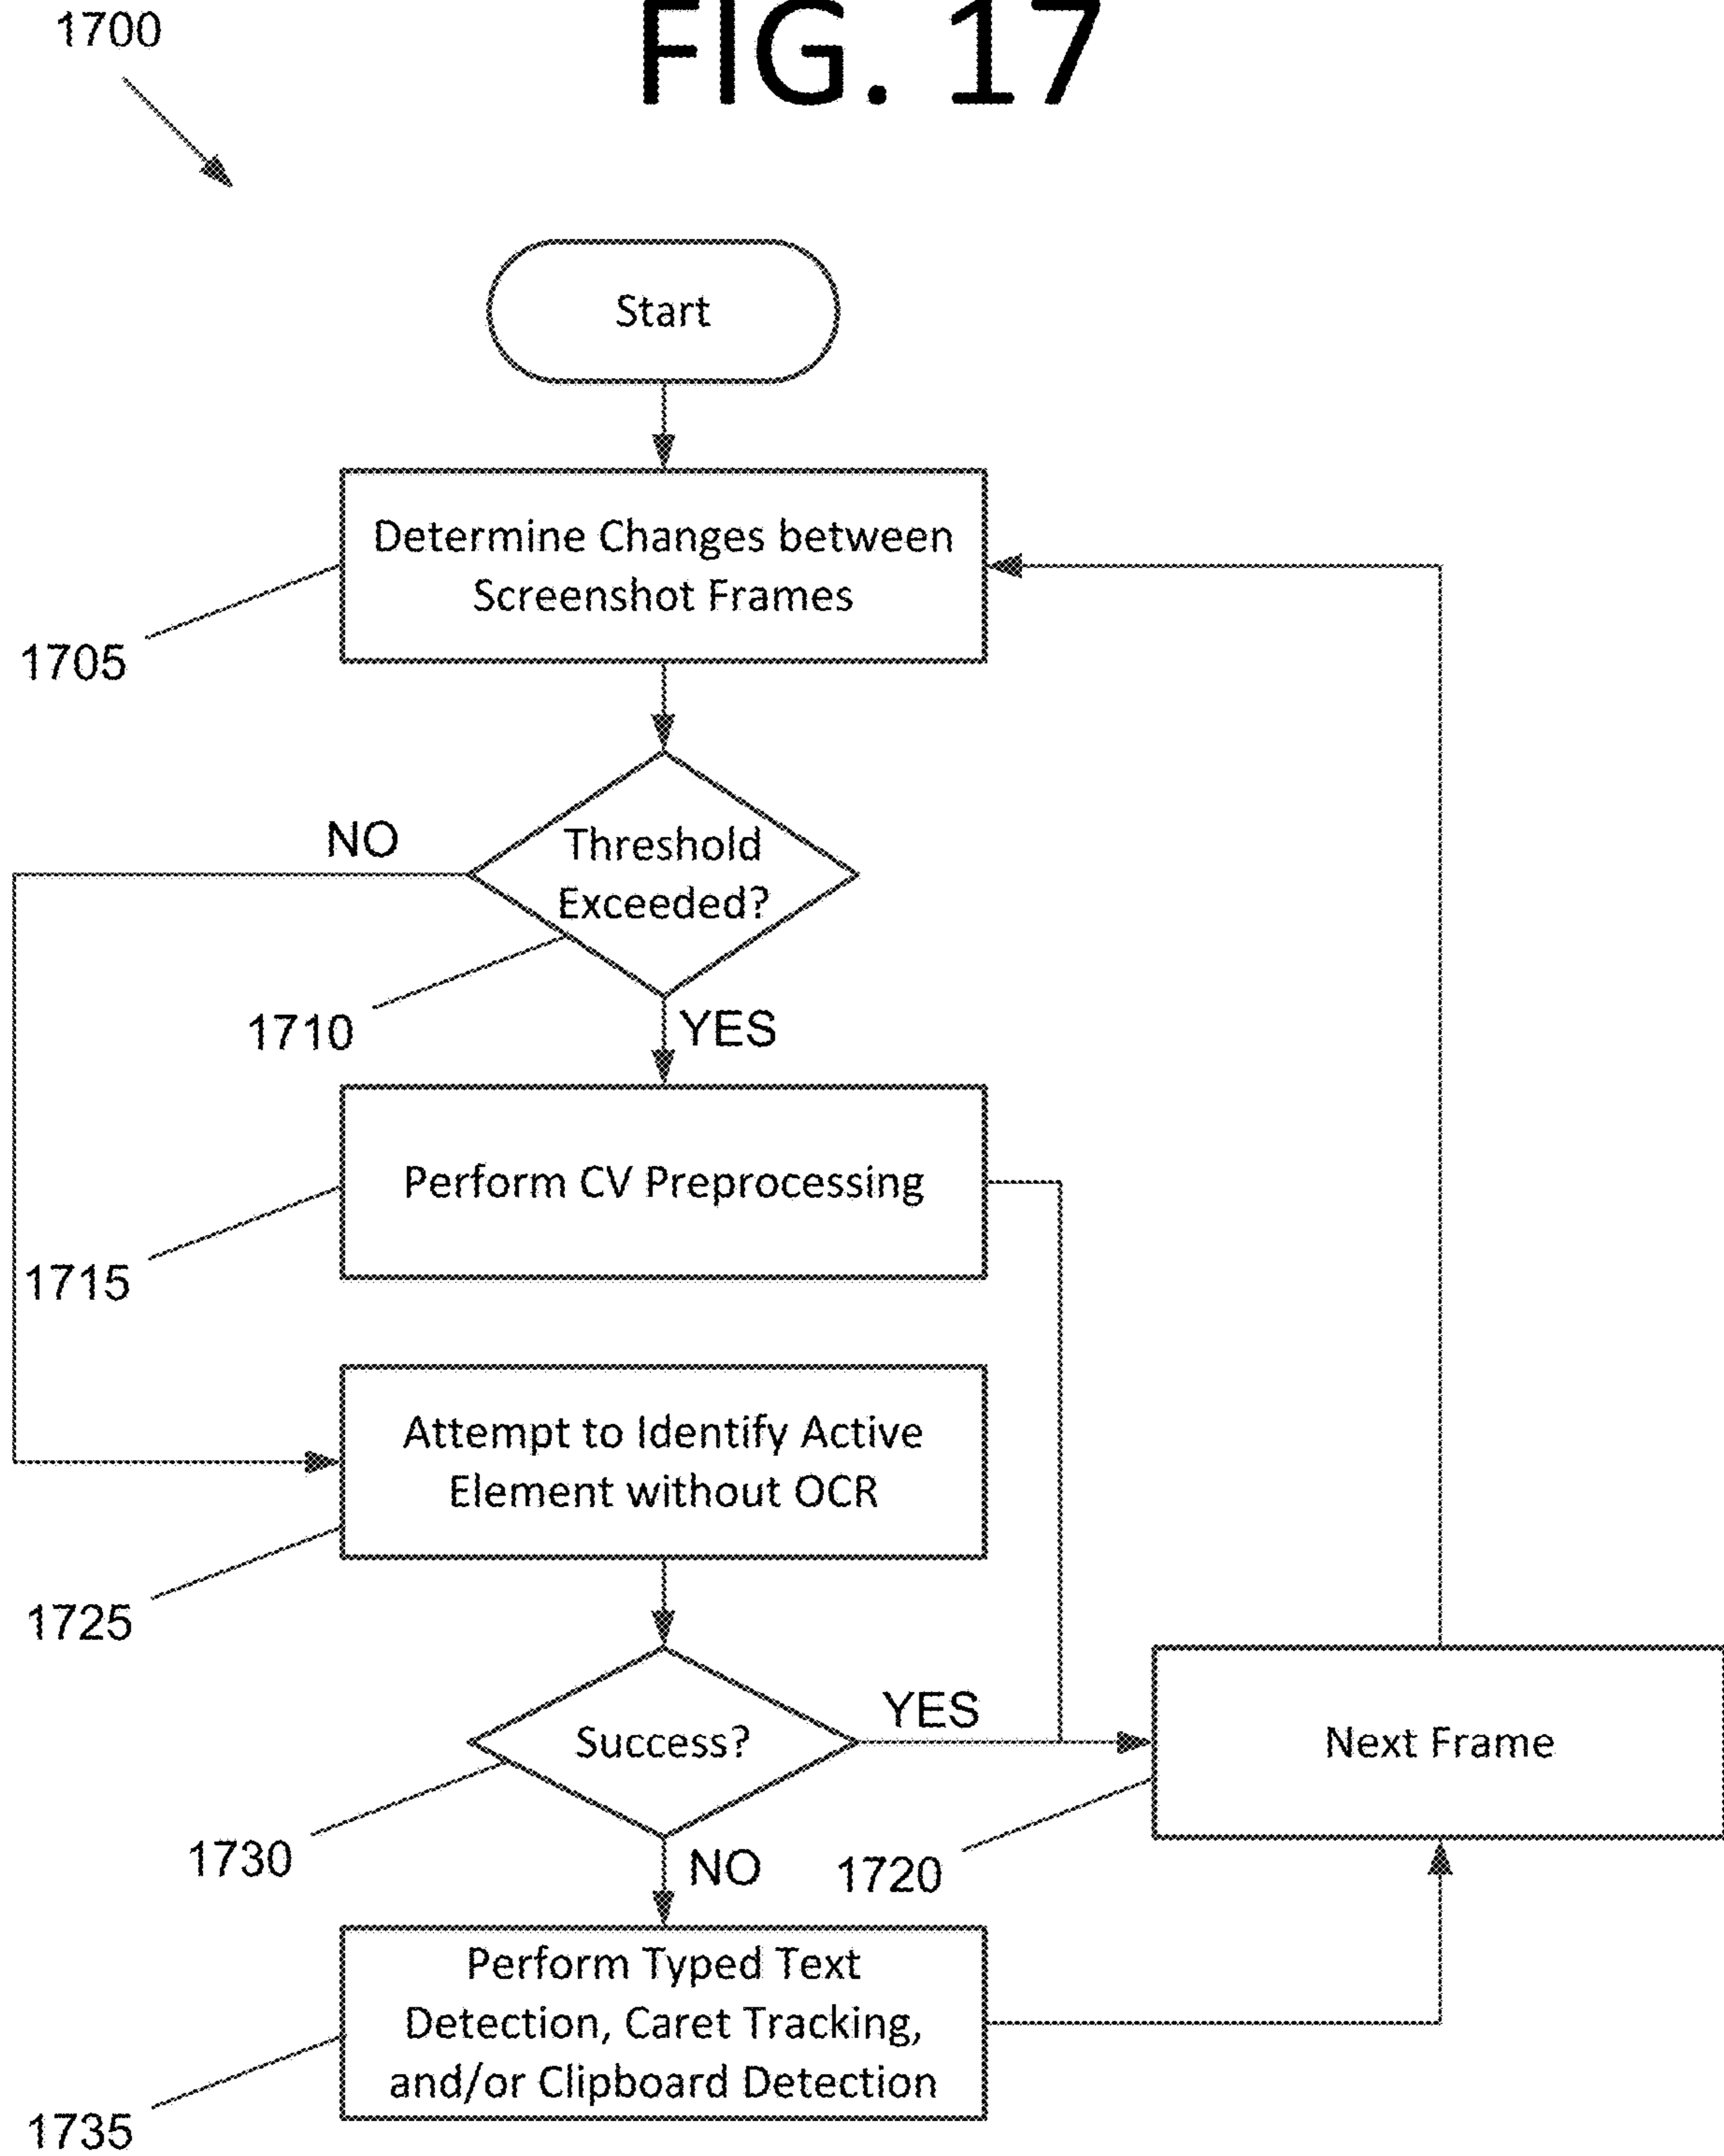 1700
FIG. 17
Start
Determine Changes between
Screenshot Frames
1705
NO
Threshold
Exceeded?
1710
YES
Perform CV Preprocessing
1715
Attempt to Identify Active
Element without OCR
1725
YES
Success?
Next Frame
1730
NO
1720
Perform Typed Text
Detection, Caret Tracking,
and/or Clipboard Detection
1735